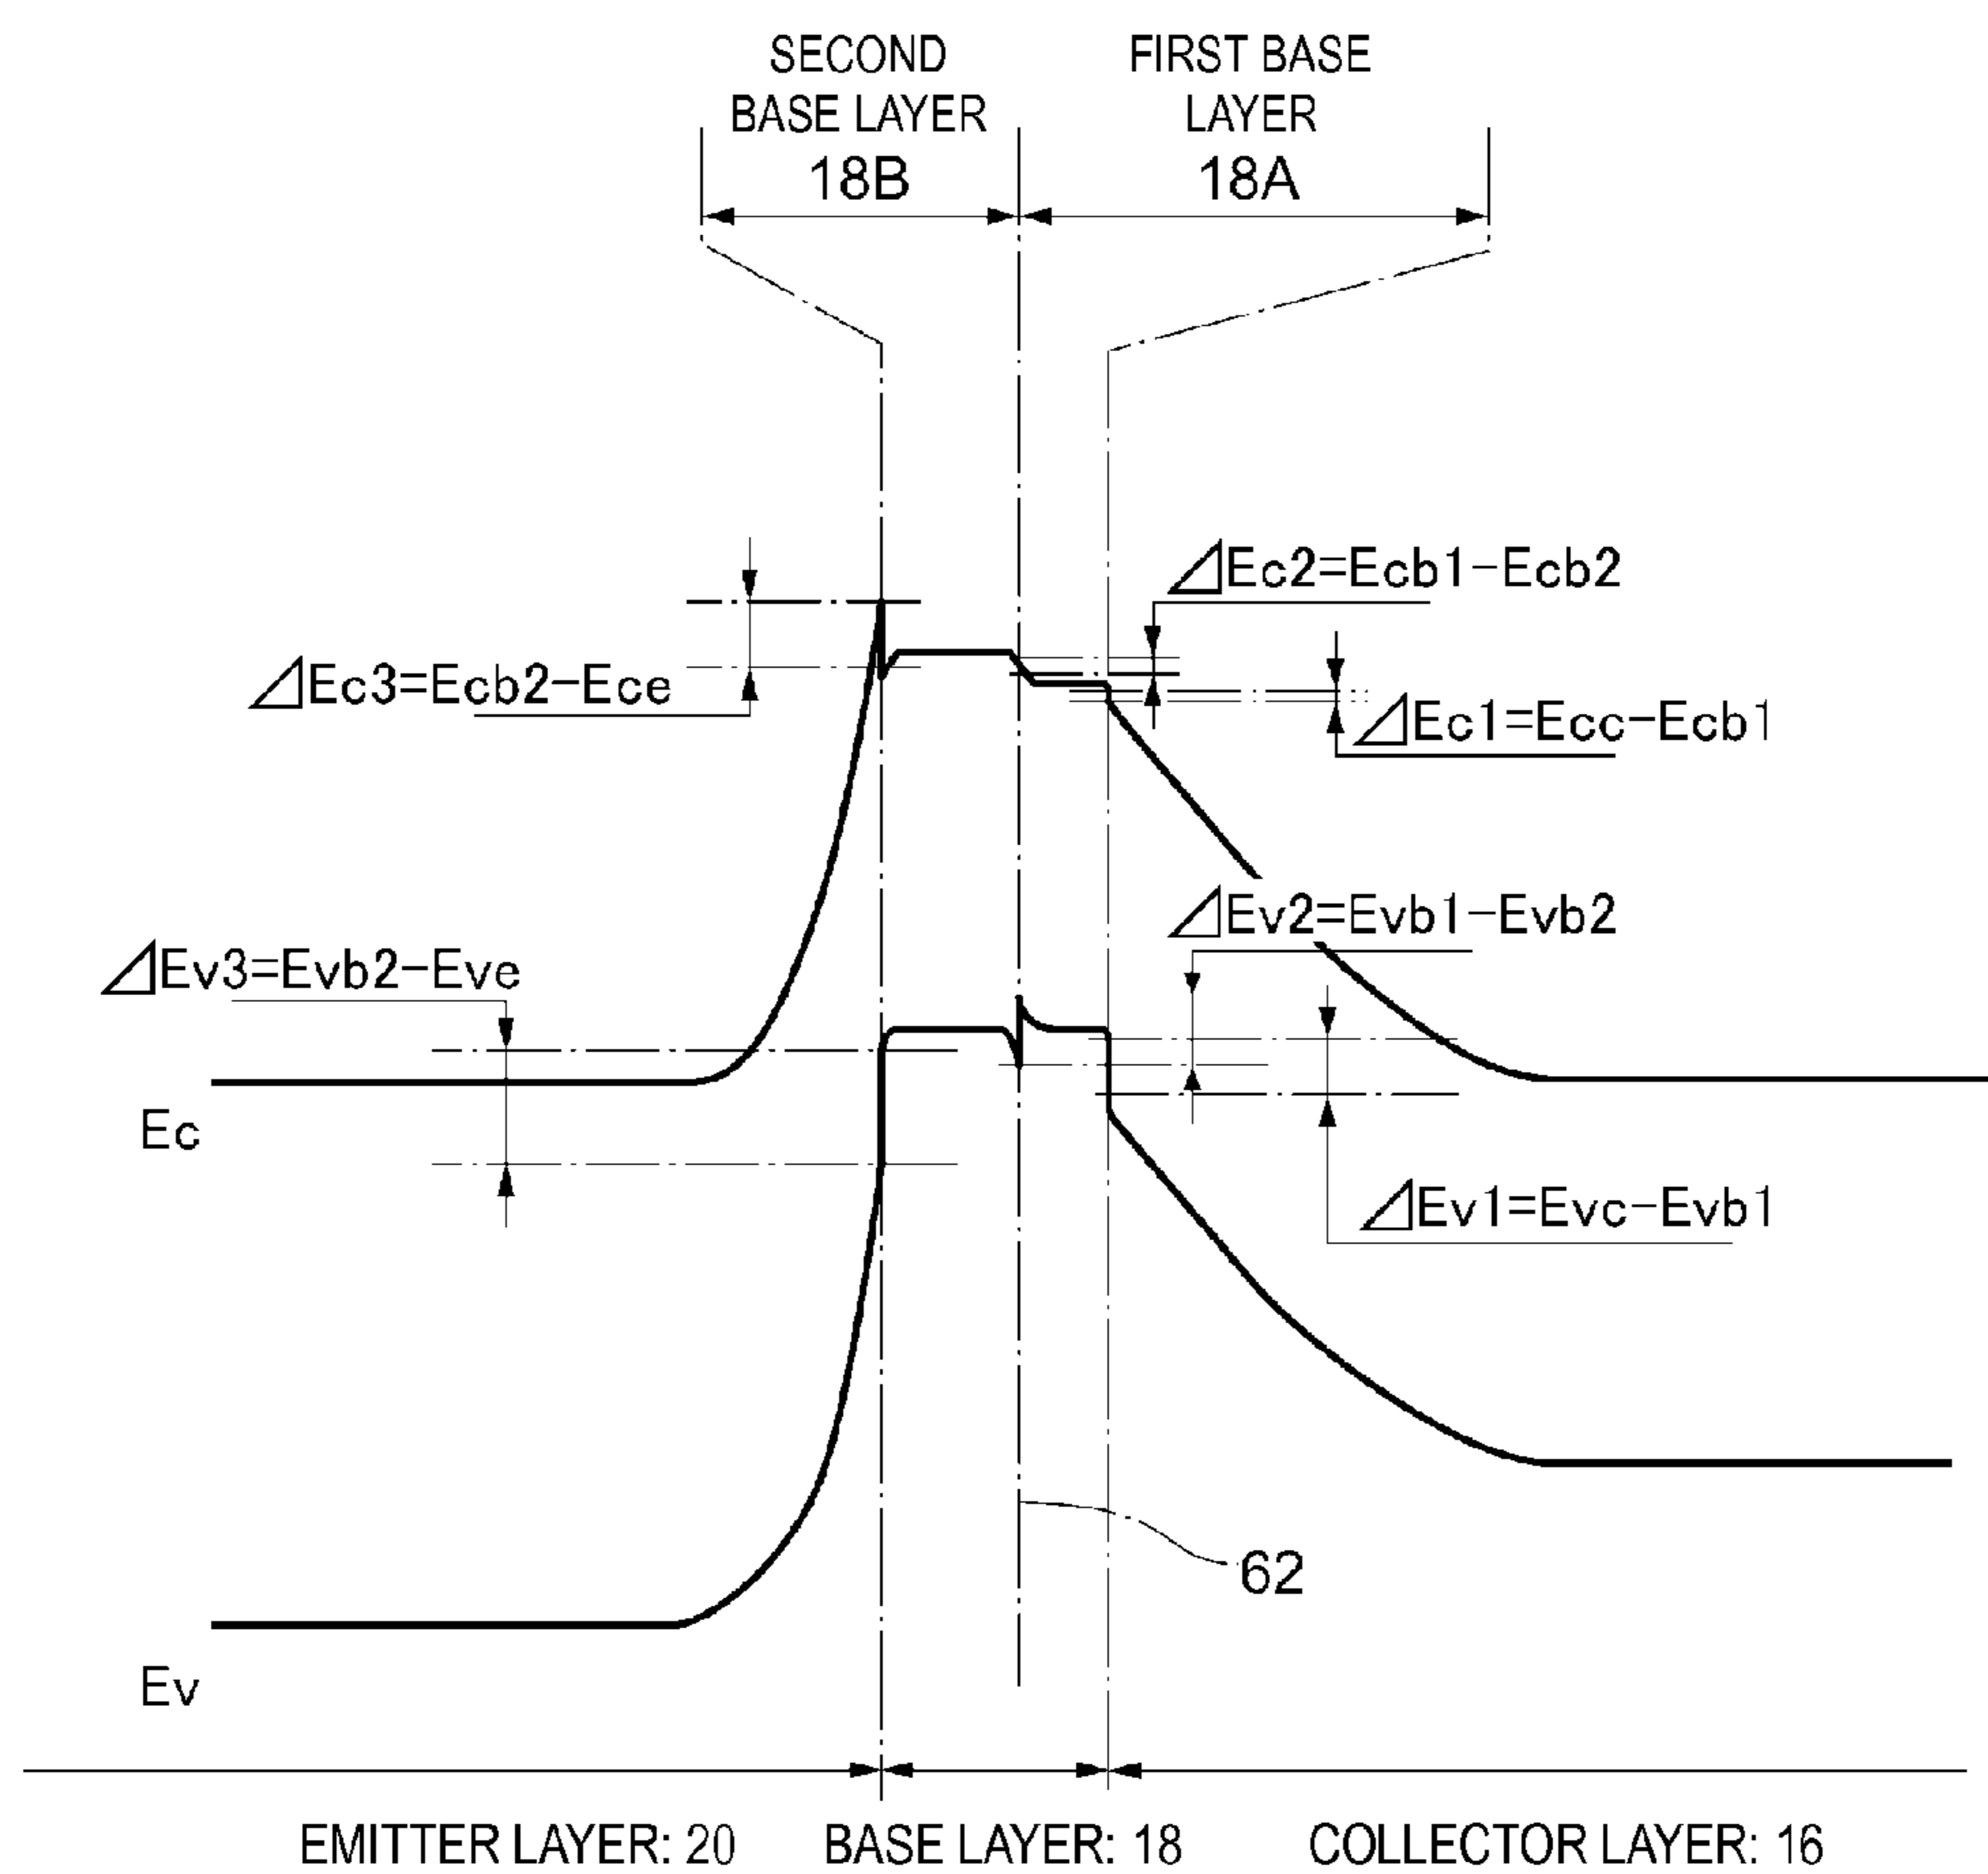 SECOND
BASE LAYER
18B
FIRST BASE
LAYER
18A
⊿Ec2=Ecb1-Ecb2
⊿Ec3=Ecb2-Ece
⊿Ec1=Ecc-Ecb1
⊿Ev2=Evb1-Evb2
⊿Ev3=Evb2-Eve
Ec
⊿Ev1=Evc-Evb1
62
Ev
EMITTER LAYER: 20
BASE LAYER: 18
COLLECTOR LAYER: 16